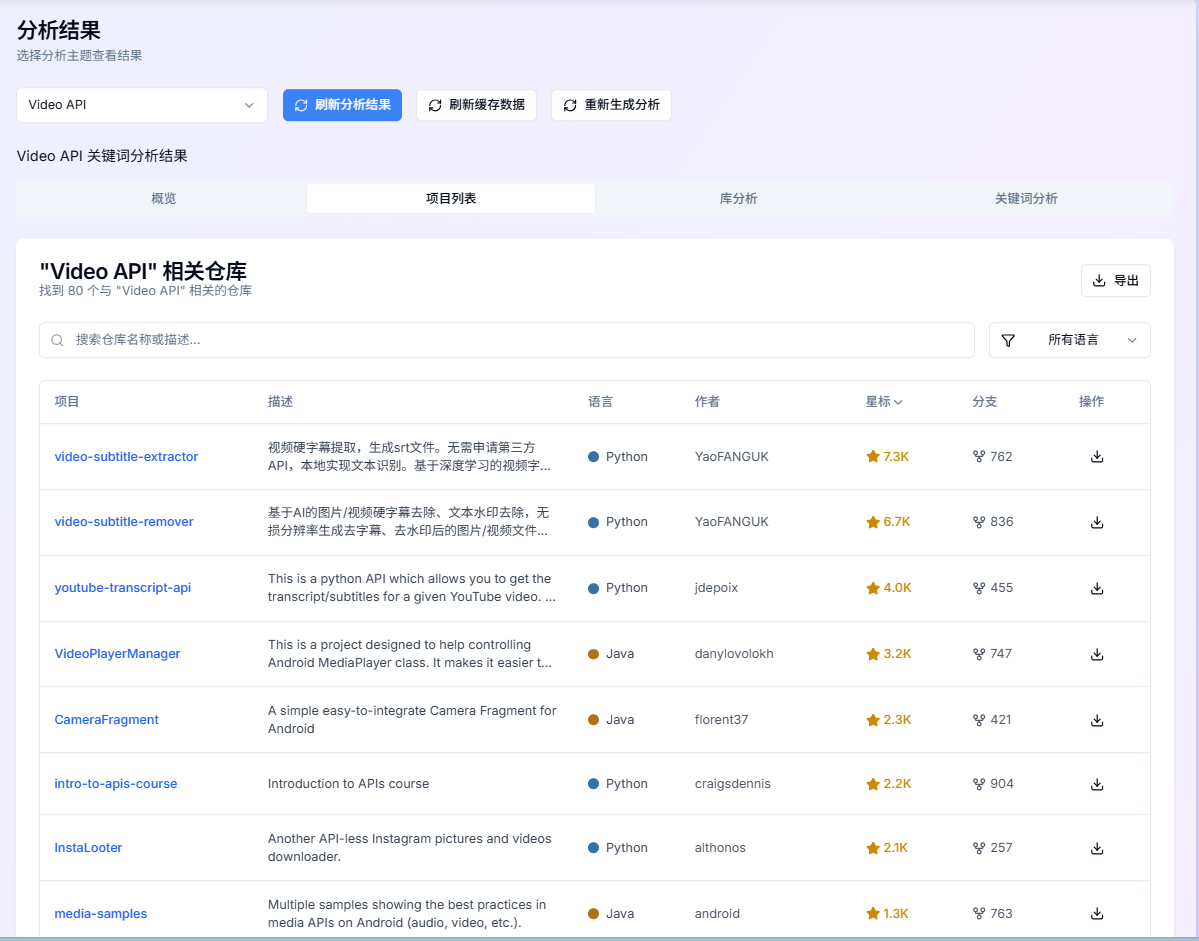 分析结果
选择分析主题查看结果
Video API
刷新分析结果
刷新缓存数据
重新生成分析
Video API 关键词分析结果
概览
项目列表
库分析
关键词分析
"Video API" 相关仓库
找到 80 个与 "Video API" 相关的仓库
导出
搜索仓库名称或描述...
所有语言
项目 描述 语言 作者 星标 分支 操作
video-subtitle-extractor
视频硬字幕提取，生成srt文件。无需申请第三方
API，本地实现文本识别。基于深度学习的视频字...
Python
YaoFANGUK
7.3K
762
video-subtitle-remover
基于AI的图片/视频硬字幕去除、文本水印去除，无
损分辨率生成去字幕、去水印后的图片/视频文件...
Python
YaoFANGUK
6.7K
836
youtube-transcript-api
This is a python API which allows you to get the
transcript/subtitles for a given YouTube video. ...
Python
jdepoix
4.0K
455
VideoPlayerManager
This is a project designed to help controlling
Android MediaPlayer class. It makes it easier t...
Java
danylovolokh
3.2K
747
CameraFragment
A simple easy-to-integrate Camera Fragment for
Android
Java
florent37
2.3K
421
intro-to-apis-course
Introduction to APIs course
Python
craigsdennis
2.2K
904
InstaLooter
Another API-less Instagram pictures and videos
downloader.
Python
althonos
2.1K
257
media-samples
Multiple samples showing the best practices in
media APIs on Android (audio, video, etc.).
Java
android
1.3K
763